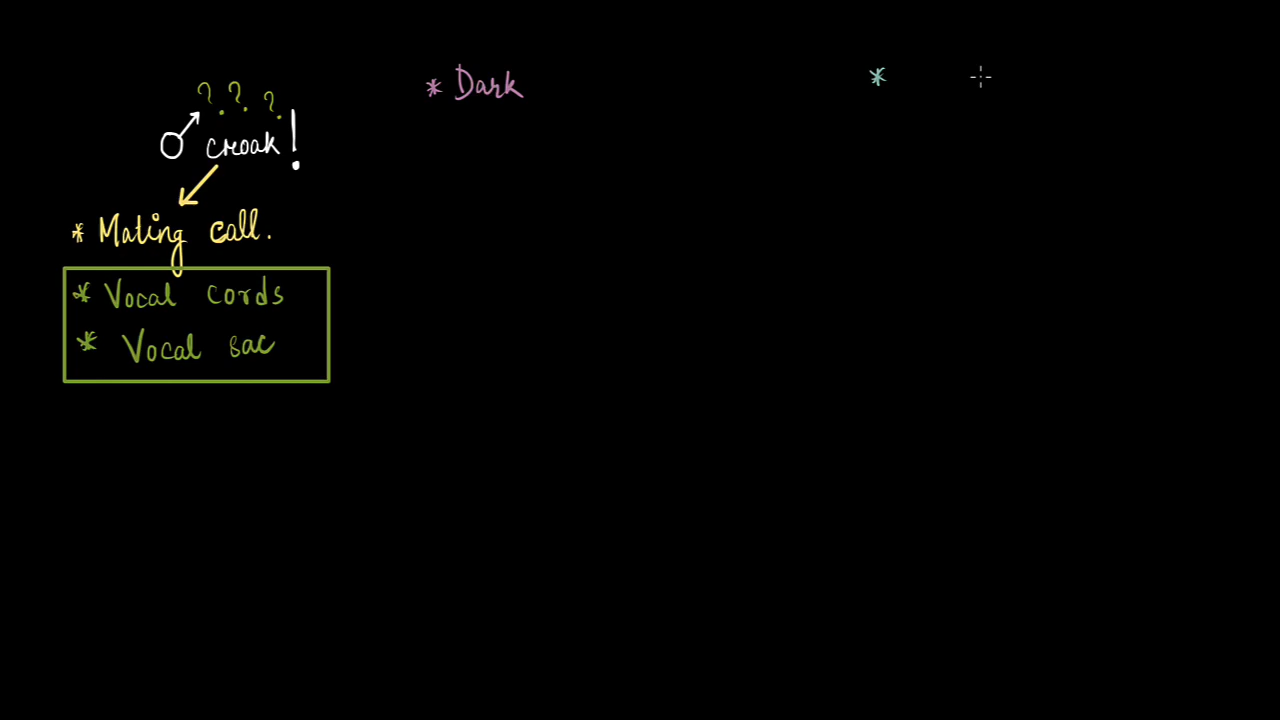 ? ? ?
♂ croak!
* Mating call.
* Vocal cords
* Vocal sac
* Dark
*